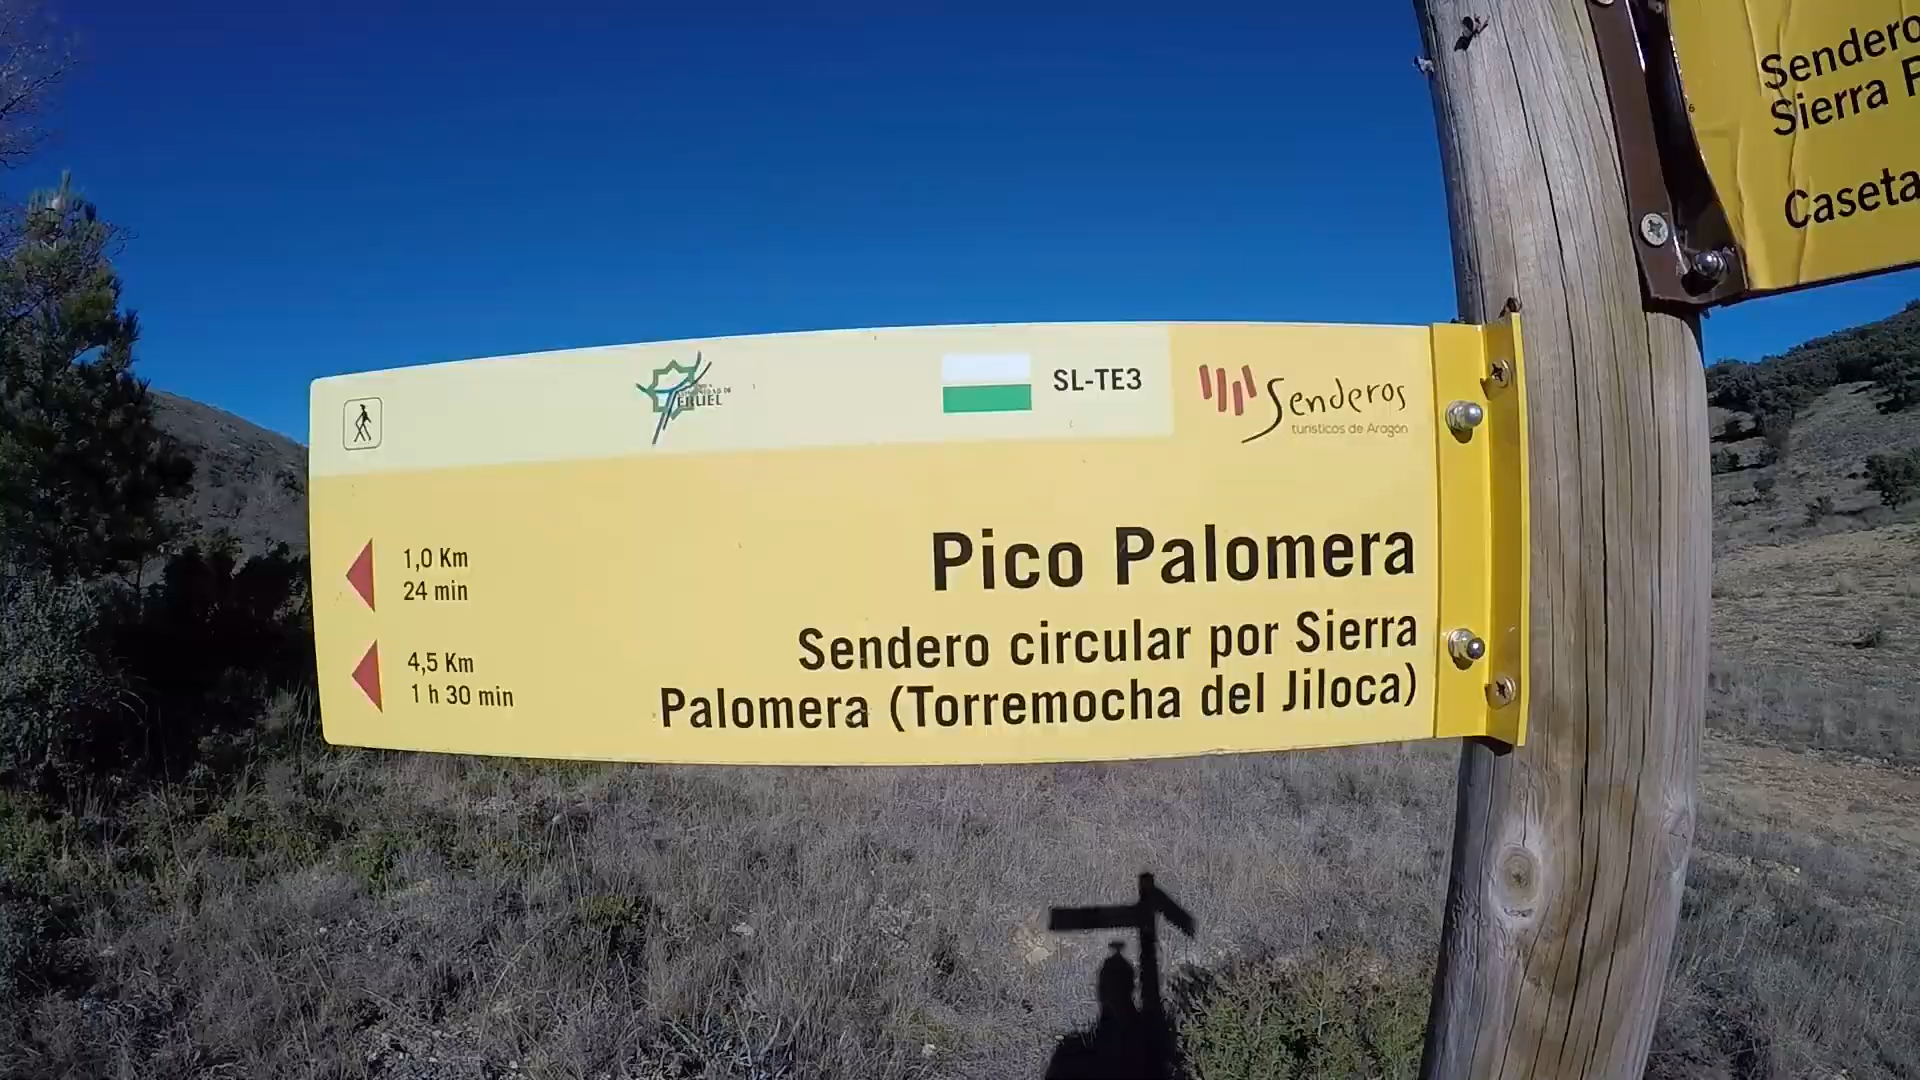 SL-TE3
Senderos
turísticos de Aragón
1,0 Km
24 min
Pico Palomera
4,5 Km
1 h 30 min
Sendero circular por Sierra
Palomera (Torremocha del Jiloca)
Sendero
Sierra
Caseta